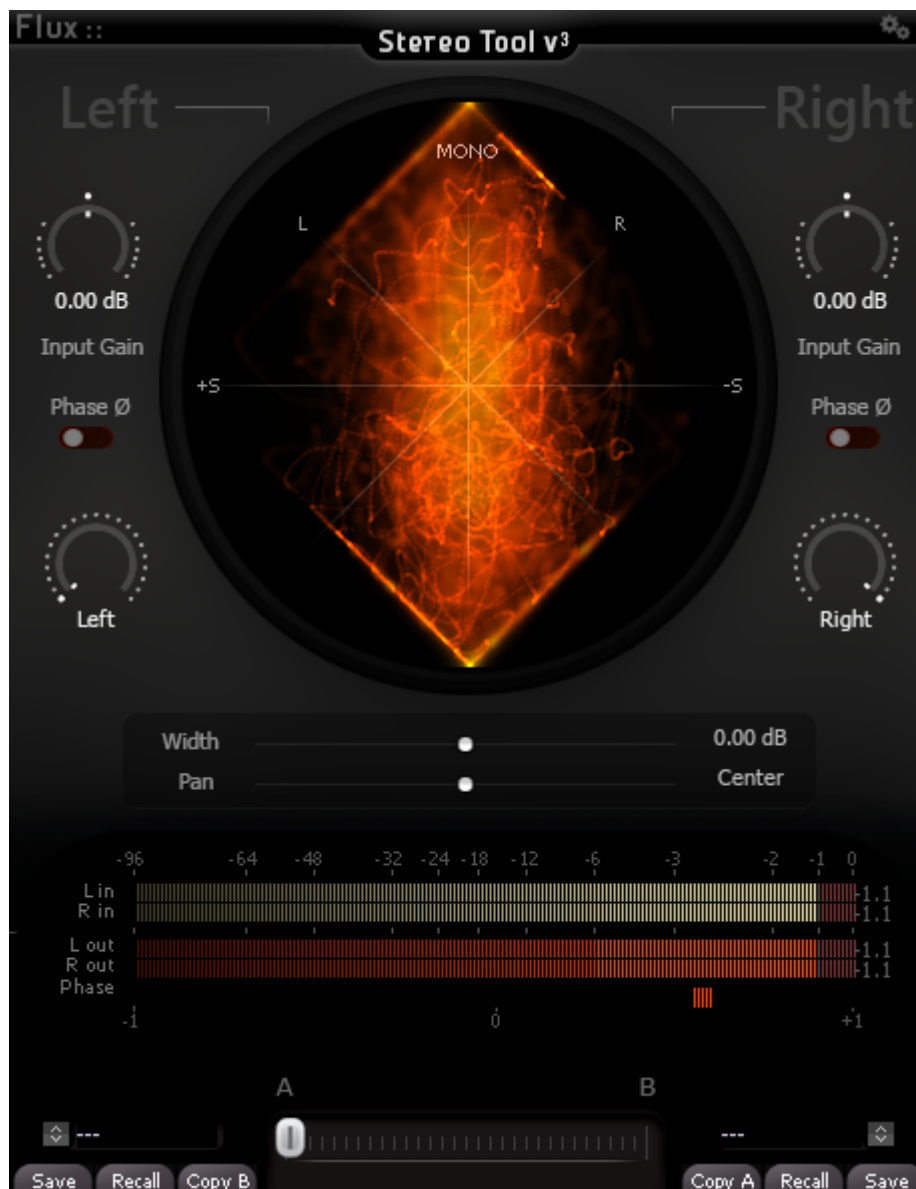 Flux ::
Stereo Tool v³
Left
Right
MONO
L
R
+S
-S
0.00 dB
Input Gain
Phase Ø
Left
0.00 dB
Input Gain
Phase Ø
Right
Width 0.00 dB
Pan Center
-96 -64 -48 -32 -24 -18 -12 -6 -3 -2 -1 0
L in -1.1
R in -1.1
L out -1.1
R out -1.1
Phase
-1 0 +1
A B
--- ---
Save Recall Copy B Copy A Recall Save